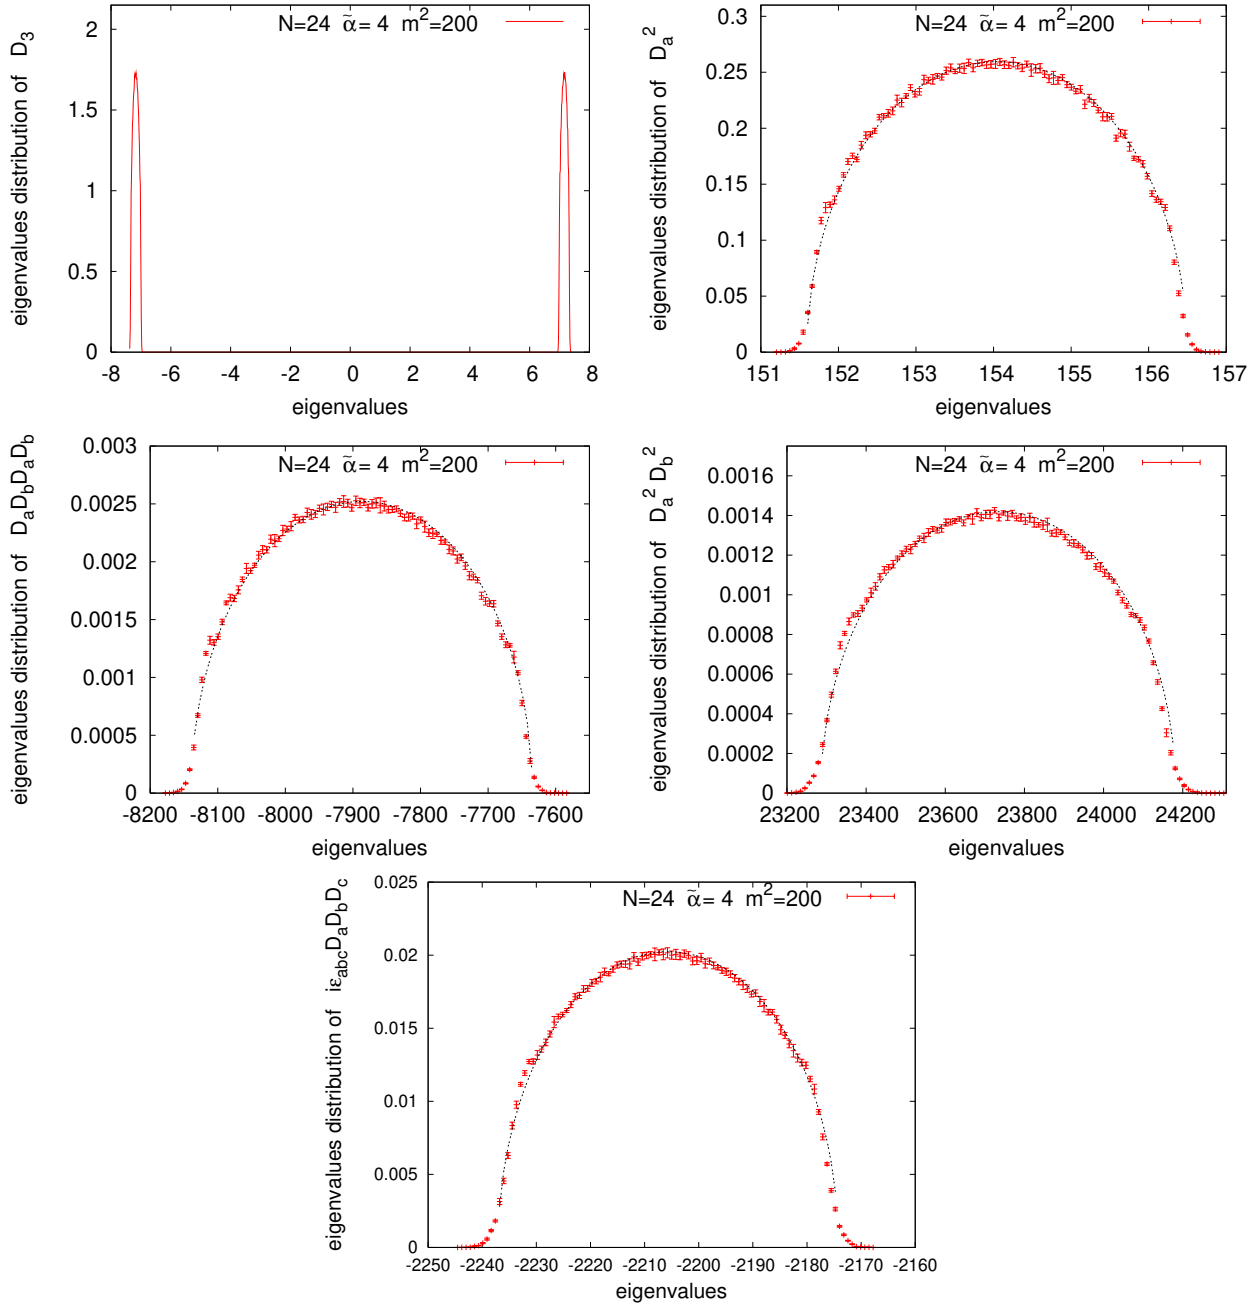 N=24 α̃= 4 m²=200
eigenvalues distribution of D₃
2
1.5
1
0.5
0
-8 -6 -4 -2 0 2 4 6 8
eigenvalues
N=24 α̃= 4 m²=200
eigenvalues distribution of Dₐ²
0.3
0.25
0.2
0.15
0.1
0.05
0
151 152 153 154 155 156 157
eigenvalues
N=24 α̃= 4 m²=200
eigenvalues distribution of DₐD_bDₐD_b
0.003
0.0025
0.002
0.0015
0.001
0.0005
0
-8200 -8100 -8000 -7900 -7800 -7700 -7600
eigenvalues
N=24 α̃= 4 m²=200
eigenvalues distribution of Dₐ² D_b²
0.0016
0.0014
0.0012
0.001
0.0008
0.0006
0.0004
0.0002
0
23200 23400 23600 23800 24000 24200
eigenvalues
N=24 α̃= 4 m²=200
eigenvalues distribution of iε_abcDₐD_bD_c
0.025
0.02
0.015
0.01
0.005
0
-2250 -2240 -2230 -2220 -2210 -2200 -2190 -2180 -2170 -2160
eigenvalues